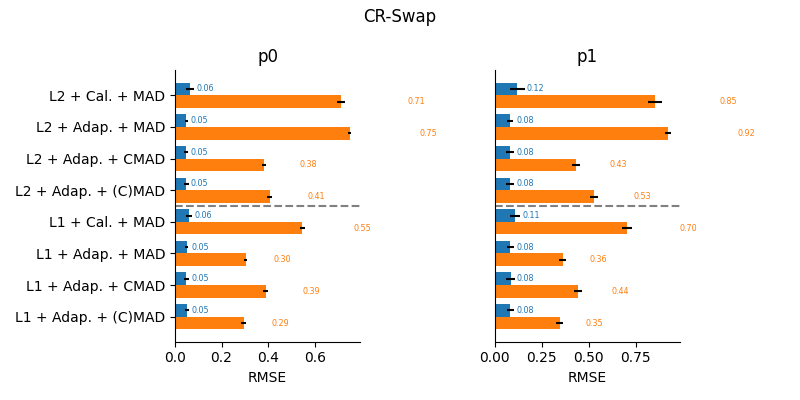 CR-Swap
p0
p1
L2 + Cal. + MAD
0.06
0.71
0.12
0.85
L2 + Adap. + MAD
0.05
0.75
0.08
0.92
L2 + Adap. + CMAD
0.05
0.38
0.08
0.43
L2 + Adap. + (C)MAD
0.05
0.41
0.08
0.53
L1 + Cal. + MAD
0.06
0.55
0.11
0.70
L1 + Adap. + MAD
0.05
0.30
0.08
0.36
L1 + Adap. + CMAD
0.05
0.39
0.08
0.44
L1 + Adap. + (C)MAD
0.05
0.29
0.08
0.35
0.0 0.2 0.4 0.6
0.00 0.25 0.50 0.75
RMSE
RMSE